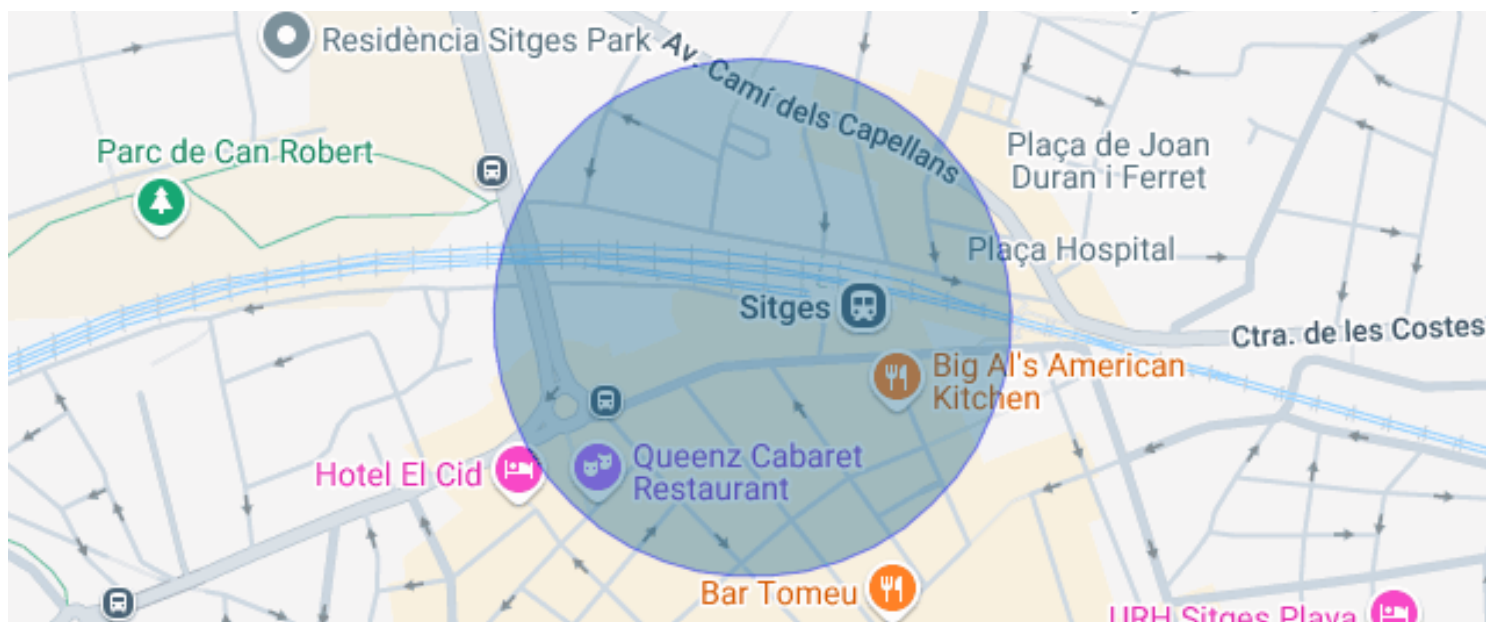 Residència Sitges Park
Av. Camí dels Capellans
Parc de Can Robert
Plaça de Joan
Duran i Ferret
Plaça Hospital
Sitges
Ctra. de les Costes
Big Al's American
Kitchen
Queenz Cabaret
Restaurant
Hotel El Cid
Bar Tomeu
URH Sitges Playa